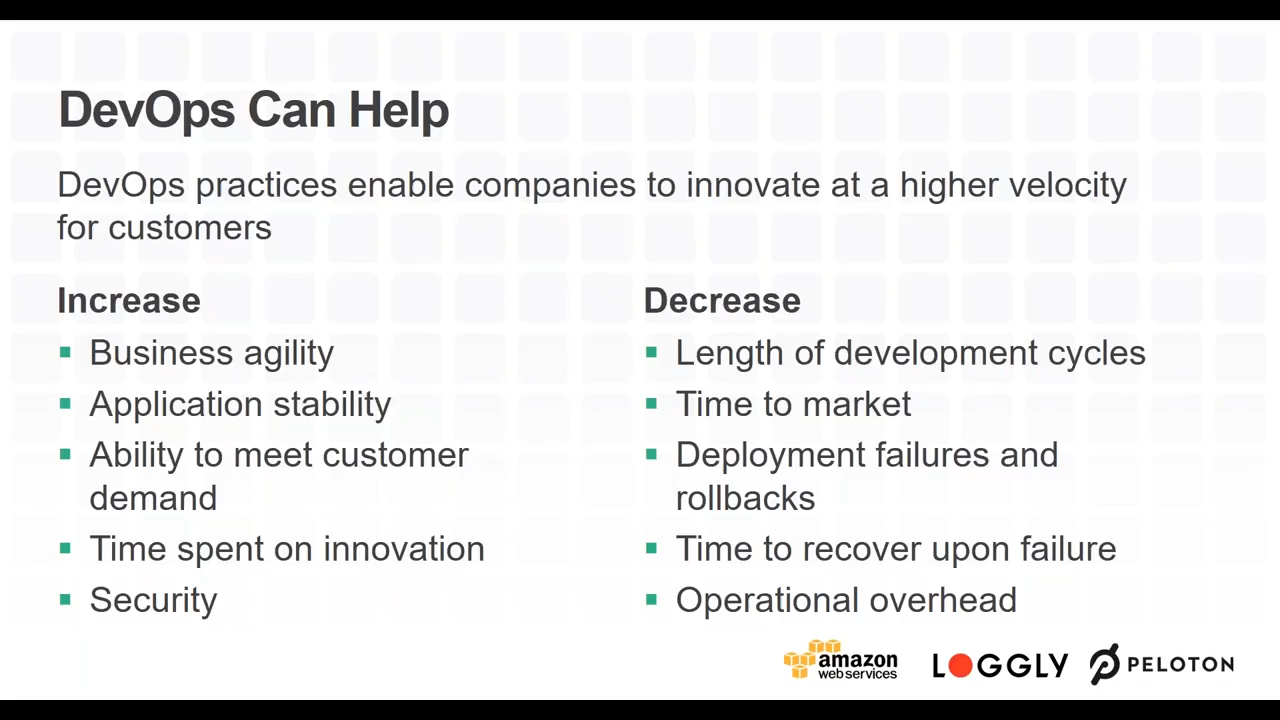 DevOps Can Help
DevOps practices enable companies to innovate at a higher velocity
for customers
Increase
Business agility
Application stability
Ability to meet customer
demand
Time spent on innovation
Security
Decrease
Length of development cycles
Time to market
Deployment failures and
rollbacks
Time to recover upon failure
Operational overhead
amazon
webservices
LOGGLY
PELOTON